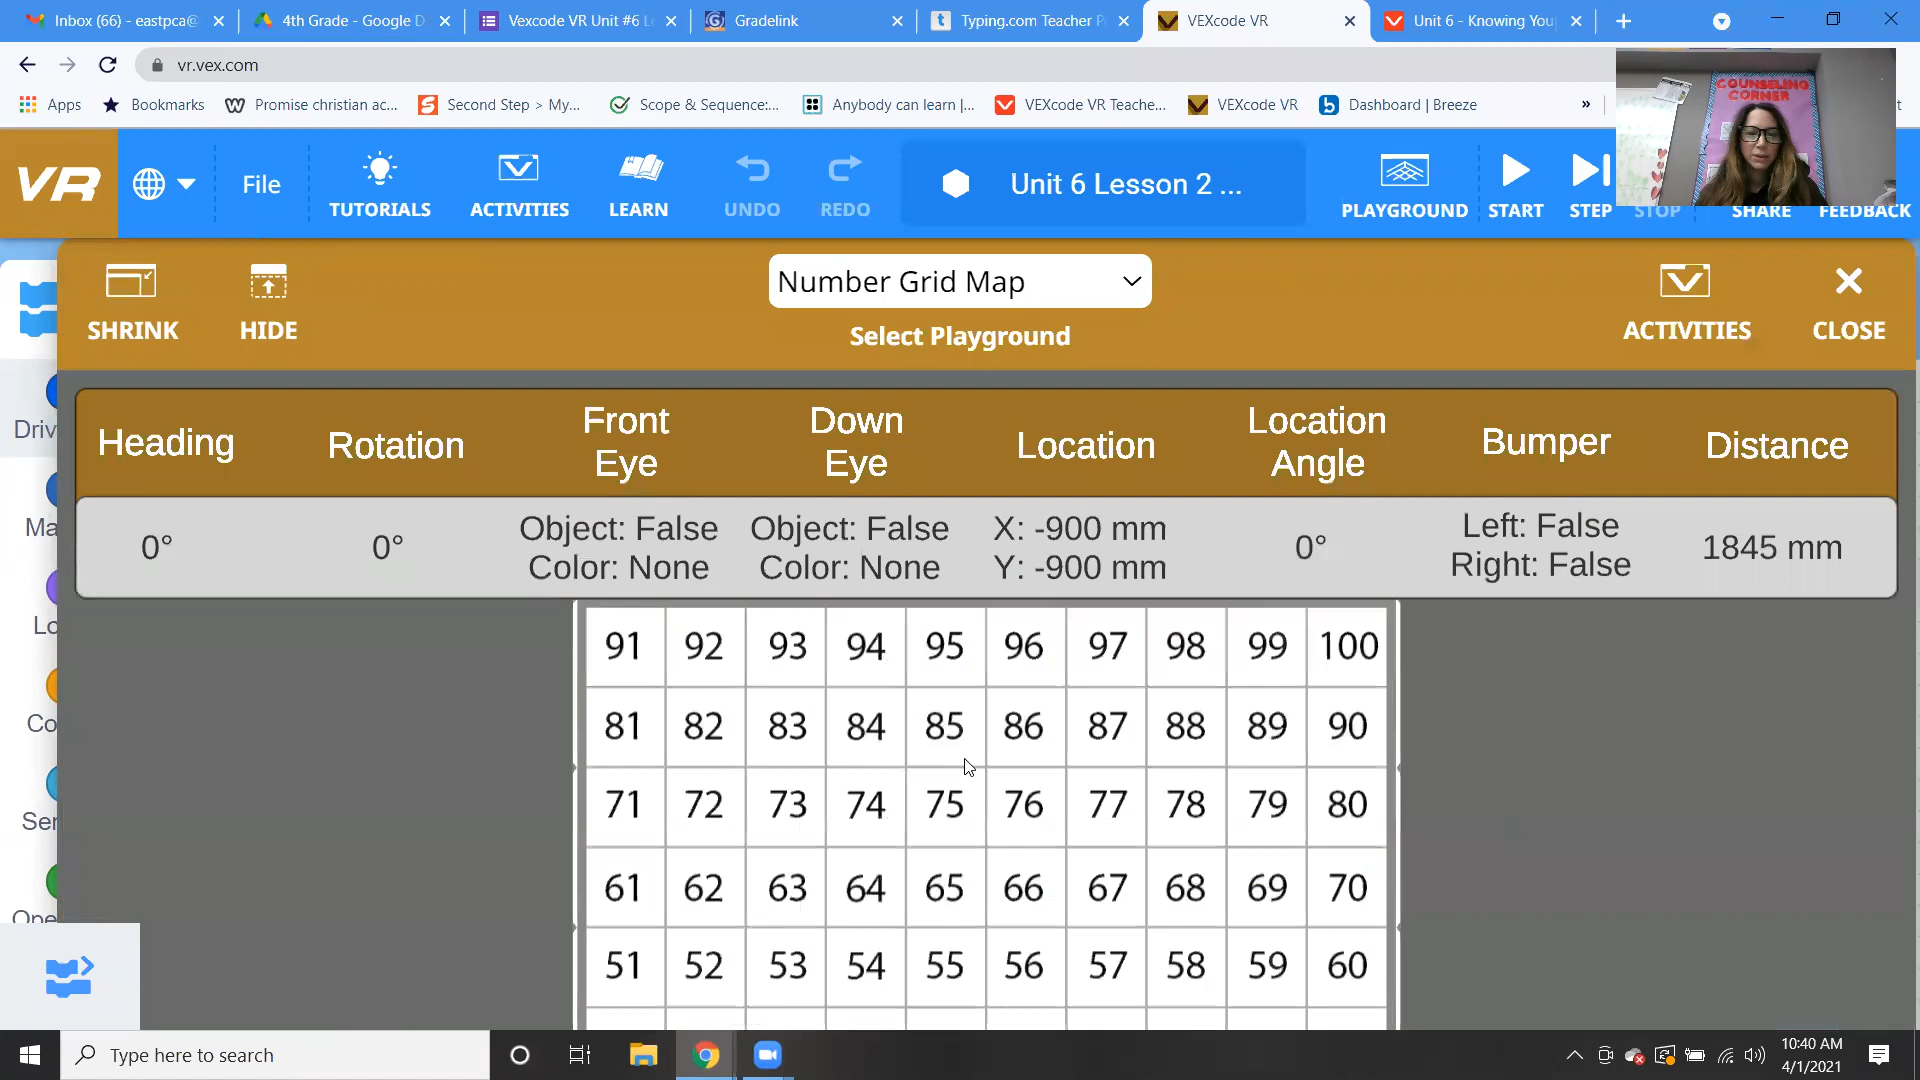 Inbox (66) - eastpca@
4th Grade - Google D
Vexcode VR Unit #6 L
Gradelink
Typing.com Teacher P
VEXcode VR
Unit 6 - Knowing You
vr.vex.com
Apps
Bookmarks
Promise christian ac...
Second Step > My...
Scope & Sequence:...
Anybody can learn |...
VEXcode VR Teache...
VEXcode VR
Dashboard | Breeze
»
COUNSELING
CORNER
VR
File
TUTORIALS
ACTIVITIES
LEARN
UNDO
REDO
Unit 6 Lesson 2 ...
PLAYGROUND
START
STEP
STOP
SHARE
FEEDBACK
SHRINK
HIDE
Number Grid Map
Select Playground
ACTIVITIES
CLOSE
Driv
Ma
Lo
Co
Ser
Ope
Heading Rotation Front Eye Down Eye Location Location Angle Bumper Distance
0° 0° Object: False Object: False X: -900 mm 0° Left: False 1845 mm
Color: None Color: None Y: -900 mm Right: False
91 92 93 94 95 96 97 98 99 100
81 82 83 84 85 86 87 88 89 90
71 72 73 74 75 76 77 78 79 80
61 62 63 64 65 66 67 68 69 70
51 52 53 54 55 56 57 58 59 60
Type here to search
10:40 AM
4/1/2021